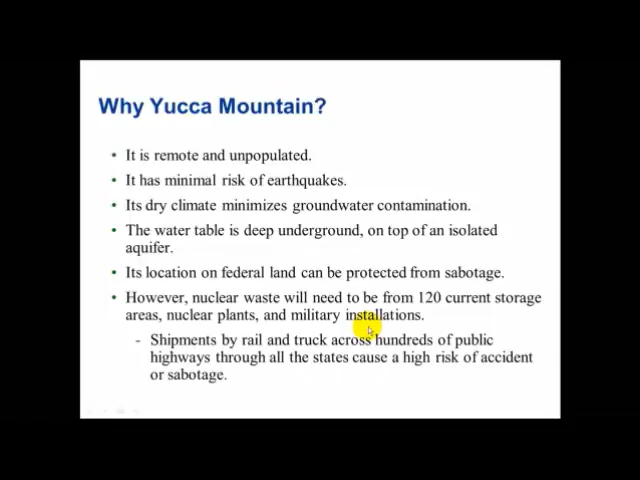 Why Yucca Mountain?
• It is remote and unpopulated.
• It has minimal risk of earthquakes.
• Its dry climate minimizes groundwater contamination.
• The water table is deep underground, on top of an isolated
aquifer.
• Its location on federal land can be protected from sabotage.
• However, nuclear waste will need to be from 120 current storage
areas, nuclear plants, and military installations.
- Shipments by rail and truck across hundreds of public
highways through all the states cause a high risk of accident
or sabotage.